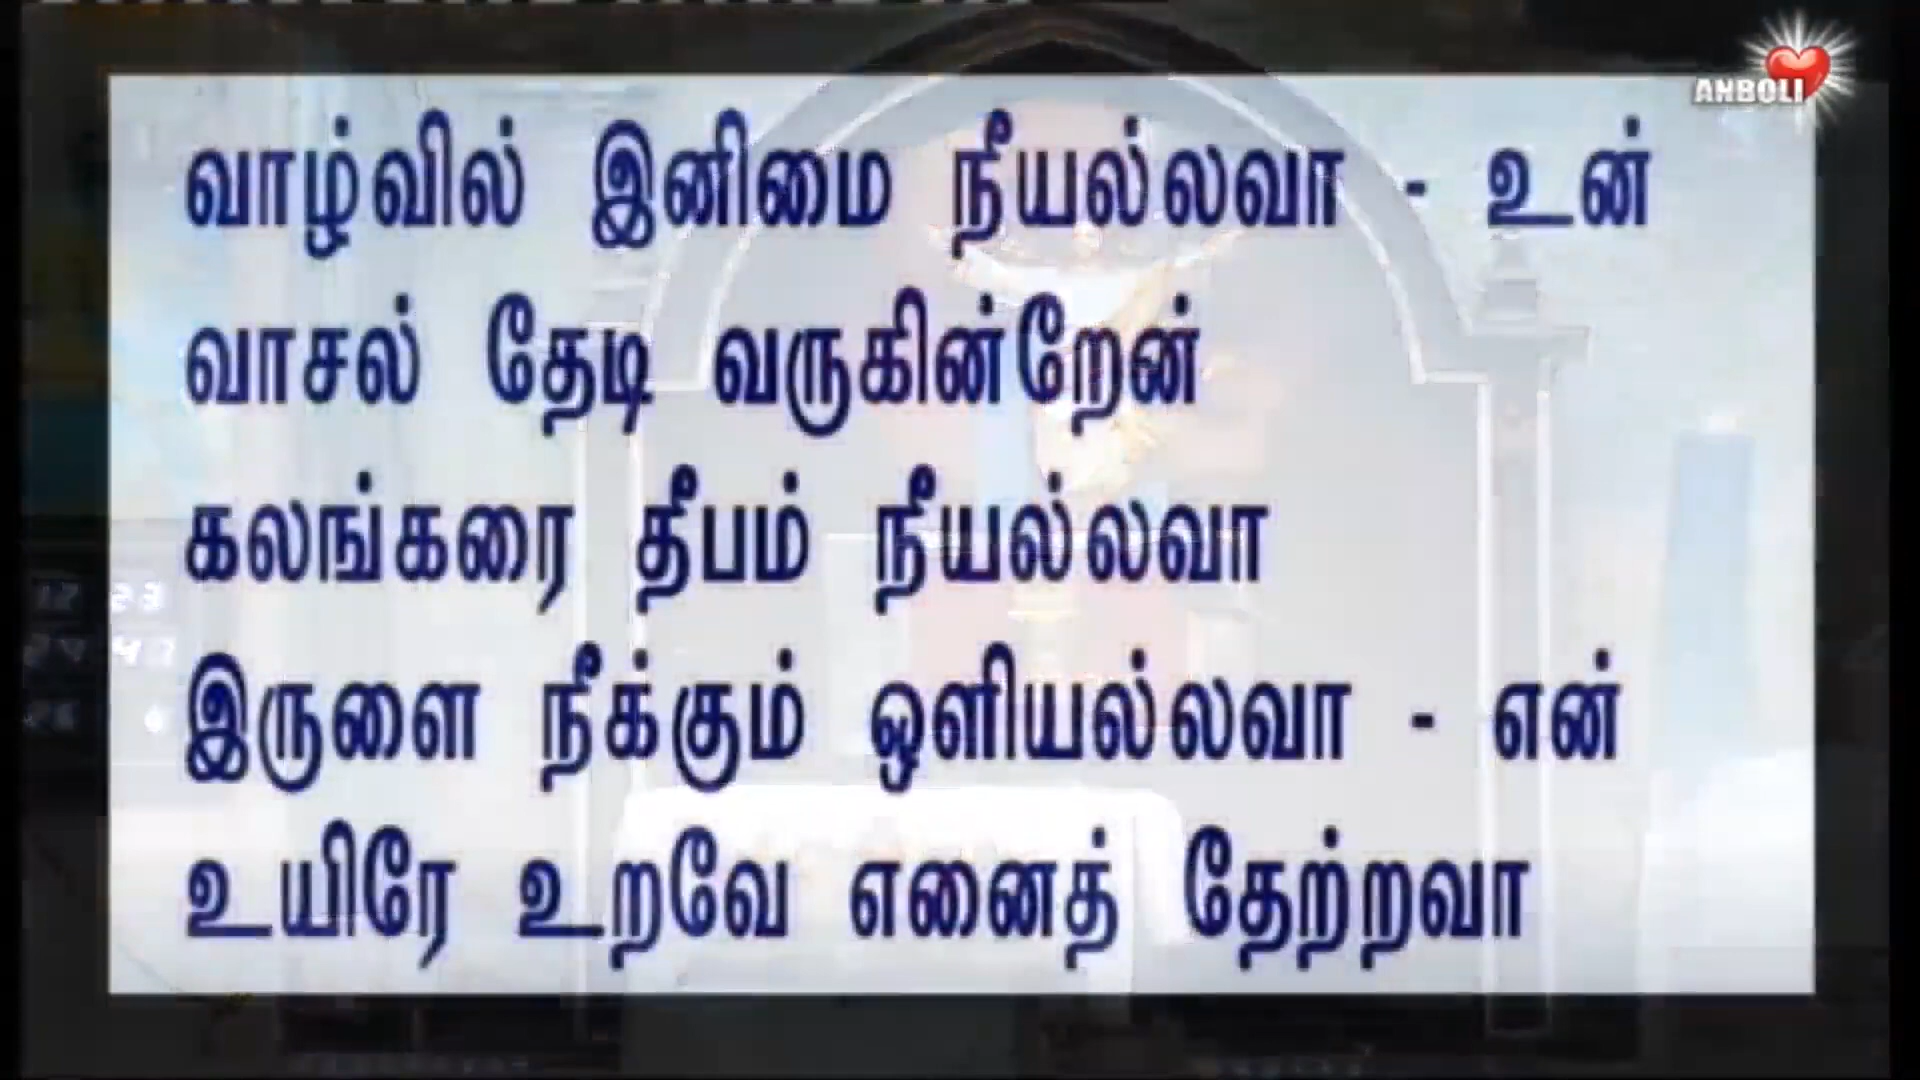 ANBOLI
வாழ்வில் இனிமை நீயல்லவா - உன்
வாசல் தேடி வருகின்றேன்
கலங்கரை தீபம் நீயல்லவா
இருளை நீக்கும் ஒளியல்லவா - என்
உயிரே உறவே எனைத் தேற்றவா